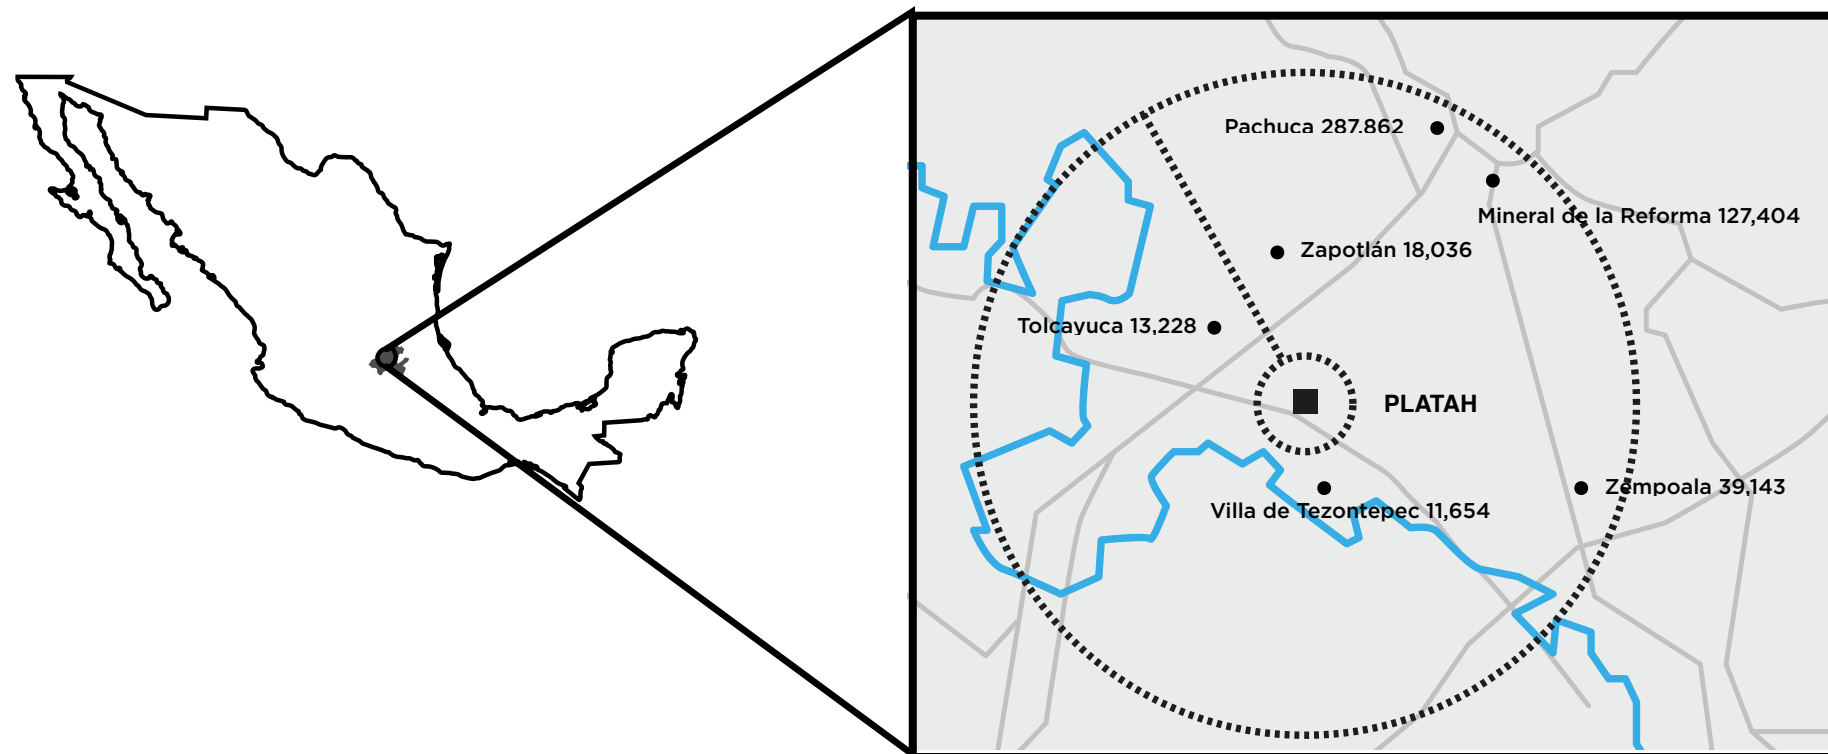 Pachuca 287.862
Mineral de la Reforma 127,404
Zapotlán 18,036
Tolcayuca 13,228
PLATAH
Zempoala 39,143
Villa de Tezontepec 11,654